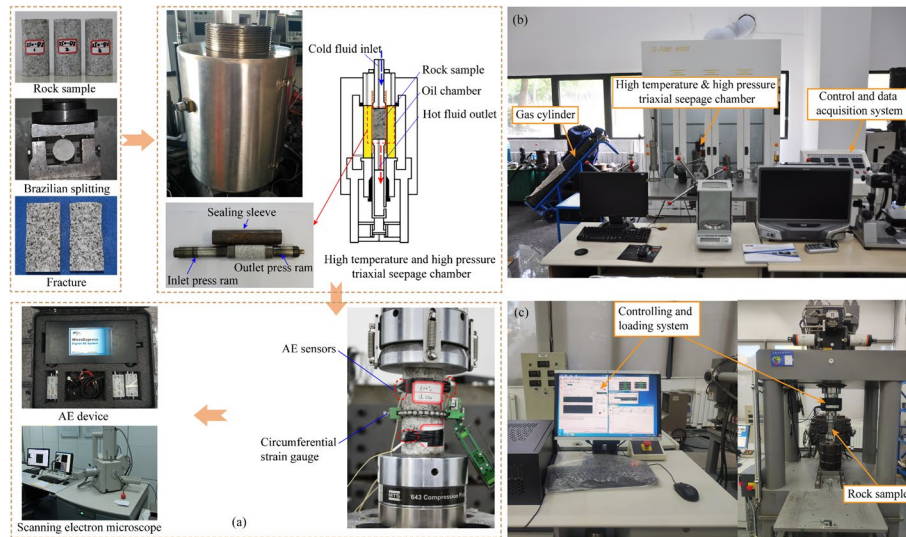 Rock sample
Brazilian splitting
Fracture
Cold fluid inlet
Rock sample
Oil chamber
Hot fluid outlet
Sealing sleeve
Inlet press ram
Outlet press ram
High temperature and high pressure
triaxial seepage chamber
AE sensors
Circumferential
strain gauge
MTS
643 Compression
AE device
Scanning electron microscope
(a)
(b)
High temperature & high pressure
triaxial seepage chamber
Control and data
acquisition system
Gas cylinder
(c)
Controlling and
loading system
Rock sample